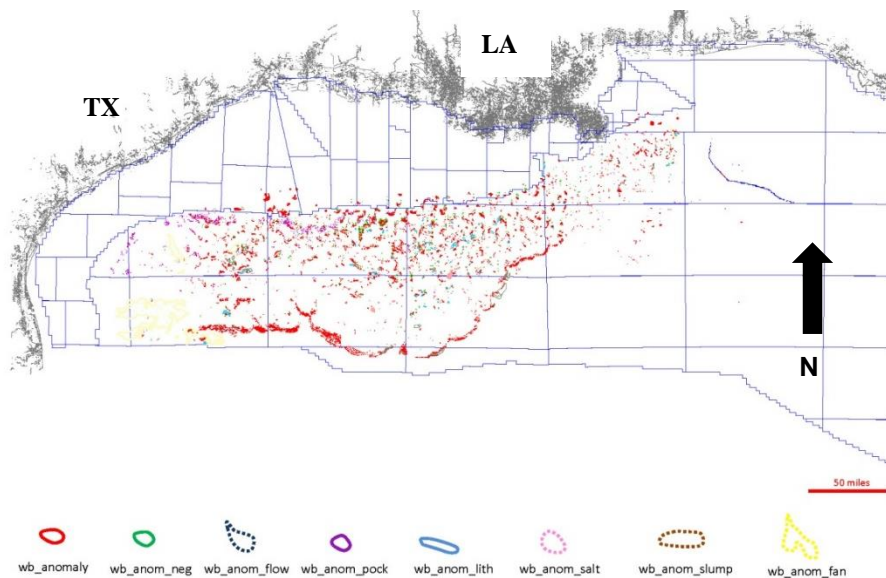 LA
TX
N
50 miles
wb_anomaly wb_anom_neg wb_anom_flow wb_anom_pock wb_anom_lith wb_anom_salt wb_anom_slump wb_anom_fan